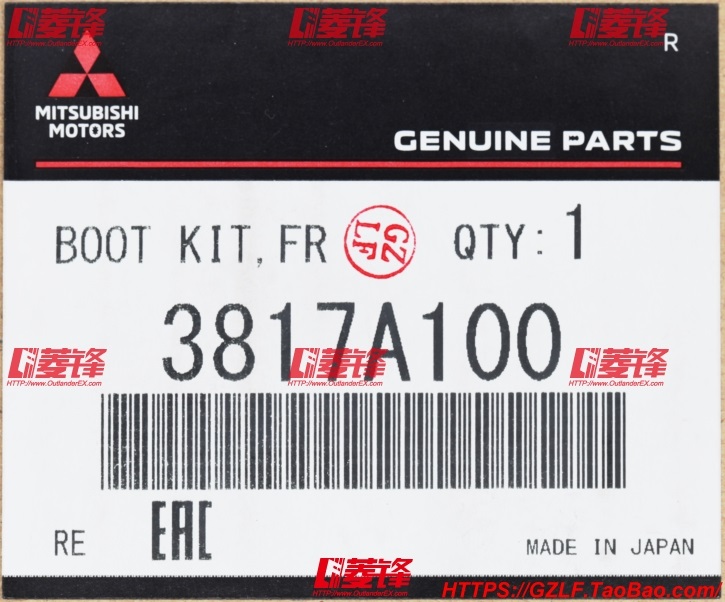 菱锋 菱锋 菱锋
HTTP://www.OutlanderEX.com HTTP://www.OutlanderEX.com HTTP://www.OutlanderEX.com
R
MITSUBISHI
MOTORS
GENUINE PARTS
BOOT KIT, FR
GZ
LF
QTY: 1
3817A100
菱锋 菱锋 菱锋
HTTP://www.OutlanderEX.com HTTP://www.OutlanderEX.com HTTP://www.OutlanderEX.com
RE
EAC
MADE IN JAPAN
菱锋
HTTP://www.OutlanderEX.com
HTTPS://GZLF.TaoBao.com/